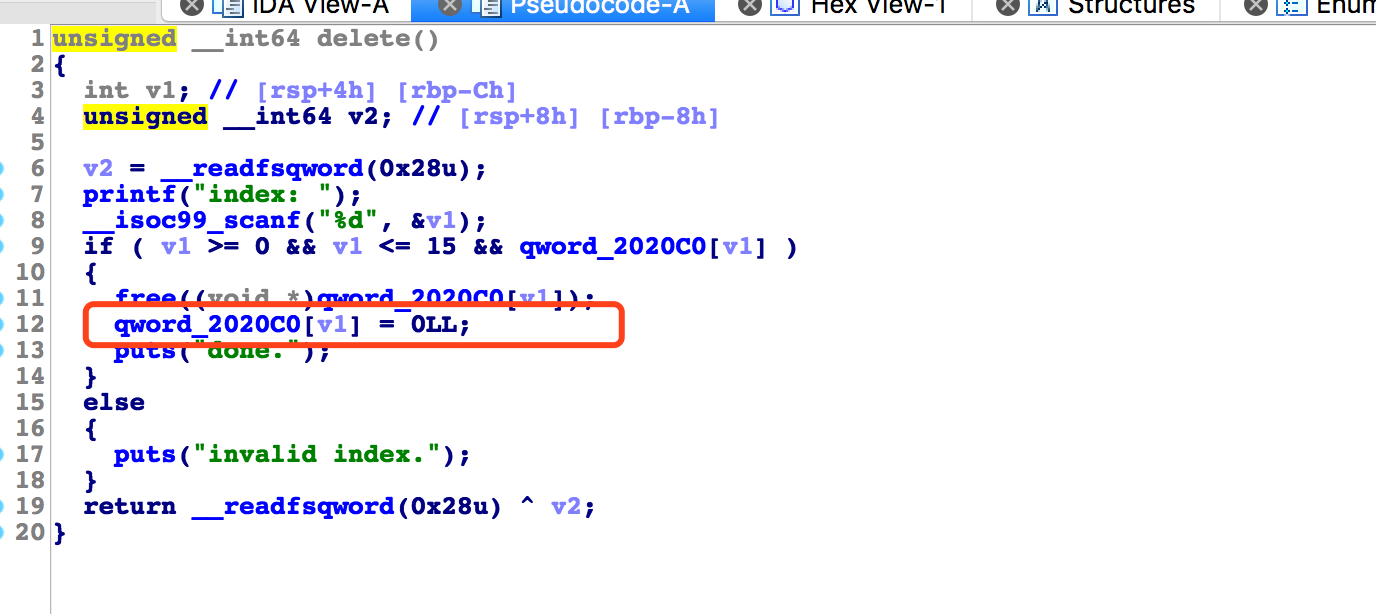 IDA View-A Pseudocode-A Hex View-1 Structures Enum
1 unsigned __int64 delete()
2 {
3 int v1; // [rsp+4h] [rbp-Ch]
4 unsigned __int64 v2; // [rsp+8h] [rbp-8h]
5
6 v2 = __readfsqword(0x28u);
7 printf("index: ");
8 __isoc99_scanf("%d", &v1);
9 if ( v1 >= 0 && v1 <= 15 && qword_2020C0[v1] )
10 {
11 free((void *)qword_2020C0[v1]);
12 qword_2020C0[v1] = 0LL;
13 puts("done.");
14 }
15 else
16 {
17 puts("invalid index.");
18 }
19 return __readfsqword(0x28u) ^ v2;
20 }